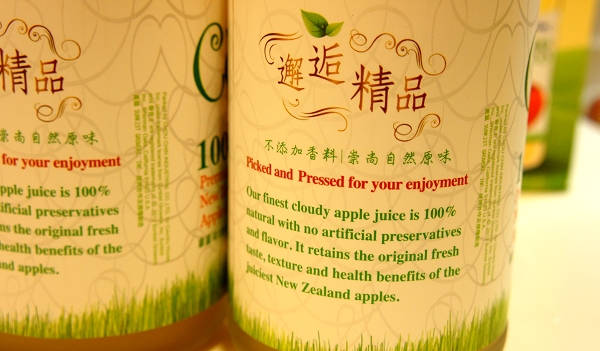 邂逅精品
不添加香料|崇尚自然原味
Picked and Pressed for your enjoyment
Our finest cloudy apple juice is 100%
natural with no artificial preservatives
and flavor. It retains the original fresh
taste, texture and health benefits of the
juiciest New Zealand apples.
精品
崇尚自然原味
for your enjoyment
apple juice is 100%
artificial preservatives
the original fresh
health benefits of the
apples.
100